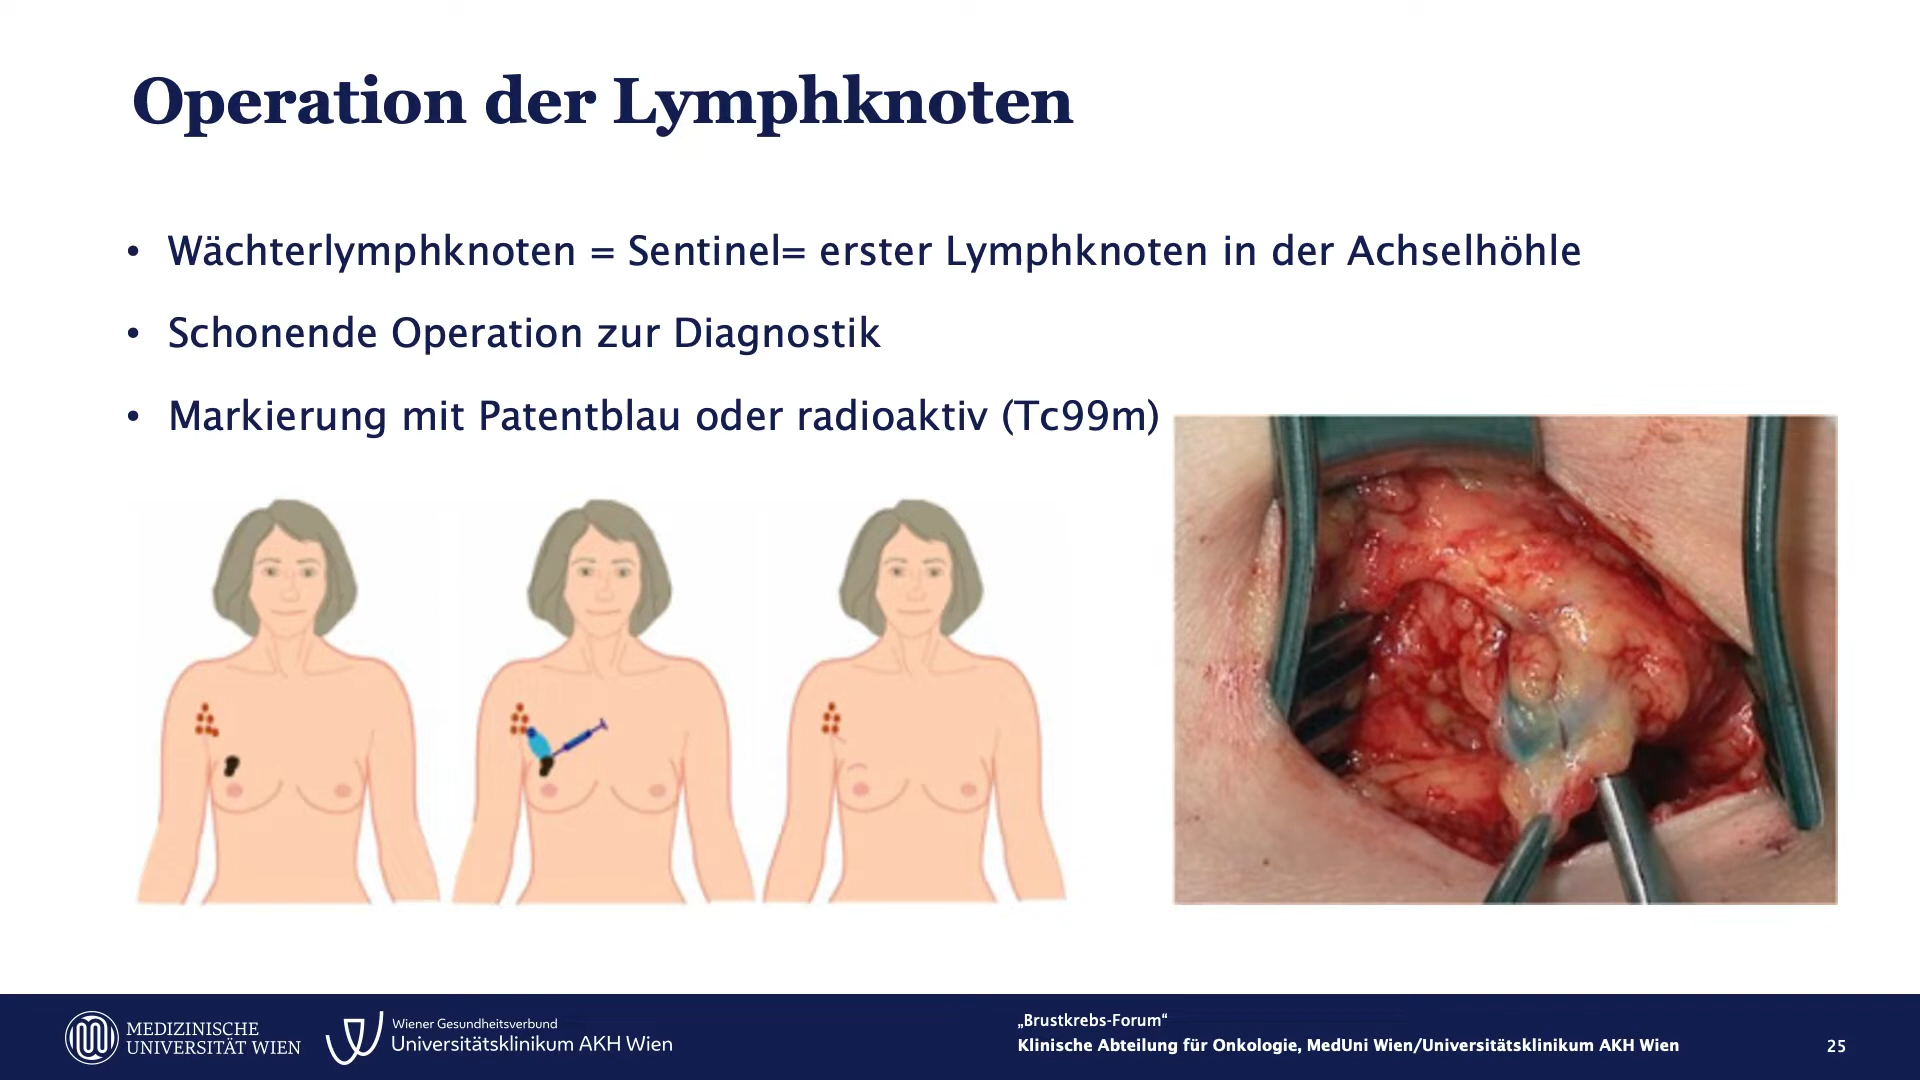 Operation der Lymphknoten
• Wächterlymphknoten = Sentinel= erster Lymphknoten in der Achselhöhle
• Schonende Operation zur Diagnostik
• Markierung mit Patentblau oder radioaktiv (Tc99m)
MEDIZINISCHE
UNIVERSITÄT WIEN
Wiener Gesundheitsverbund
Universitätsklinikum AKH Wien
„Brustkrebs-Forum“
Klinische Abteilung für Onkologie, MedUni Wien/Universitätsklinikum AKH Wien
25